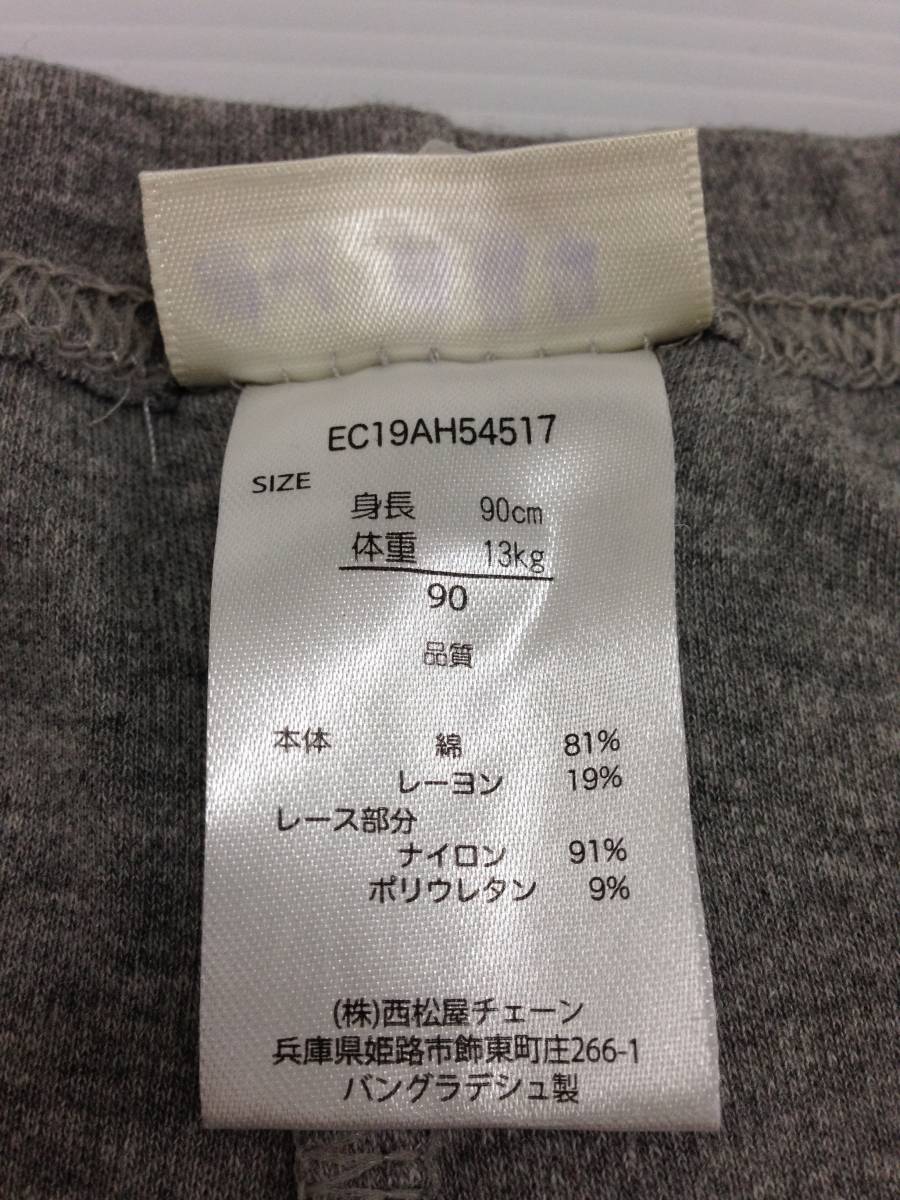 EC19AH54517
SIZE
身長 90cm
体重 13kg
90
品質
本体 綿 81%
レーヨン 19%
レース部分
ナイロン 91%
ポリウレタン 9%
(株)西松屋チェーン
兵庫県姫路市飾東町庄266-1
バングラデシュ製